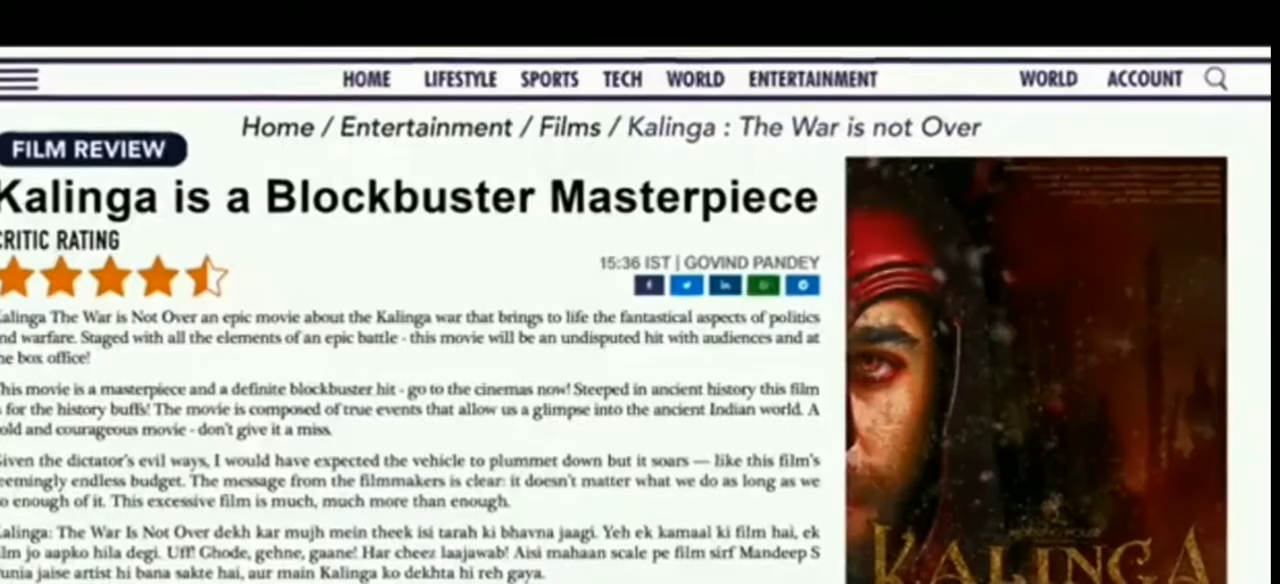 HOME LIFESTYLE SPORTS TECH WORLD ENTERTAINMENT WORLD ACCOUNT
Home / Entertainment / Films / Kalinga : The War is not Over
FILM REVIEW
Kalinga is a Blockbuster Masterpiece
CRITIC RATING
15:36 IST | GOVIND PANDEY
alinga The War is Not Over an epic movie about the Kalinga war that brings to life the fantastical aspects of politics
nd warfare. Staged with all the elements of an epic battle - this movie will be an undisputed hit with audiences and at
he box office!
his movie is a masterpiece and a definite blockbuster hit - go to the cinemas now! Steeped in ancient history this film
s for the history buffs! The movie is composed of true events that allow us a glimpse into the ancient Indian world. A
old and courageous movie - don't give it a miss.
iven the dictator's evil ways, I would have expected the vehicle to plummet down but it soars — like this film's
eemingly endless budget. The message from the filmmakers is clear: it doesn't matter what we do as long as we
o enough of it. This excessive film is much, much more than enough.
alinga: The War Is Not Over dekh kar mujh mein theek isi tarah ki bhavna jaagi. Yeh ek kamaal ki film hai, ek
lm jo aapko hila degi. Uff! Ghode, gehne, gaane! Har cheez laajawab! Aisi mahaan scale pe film sirf Mandeep S
unia jaise artist hi bana sakte hai, aur main Kalinga ko dekhta hi reh gaya.
KALINGA